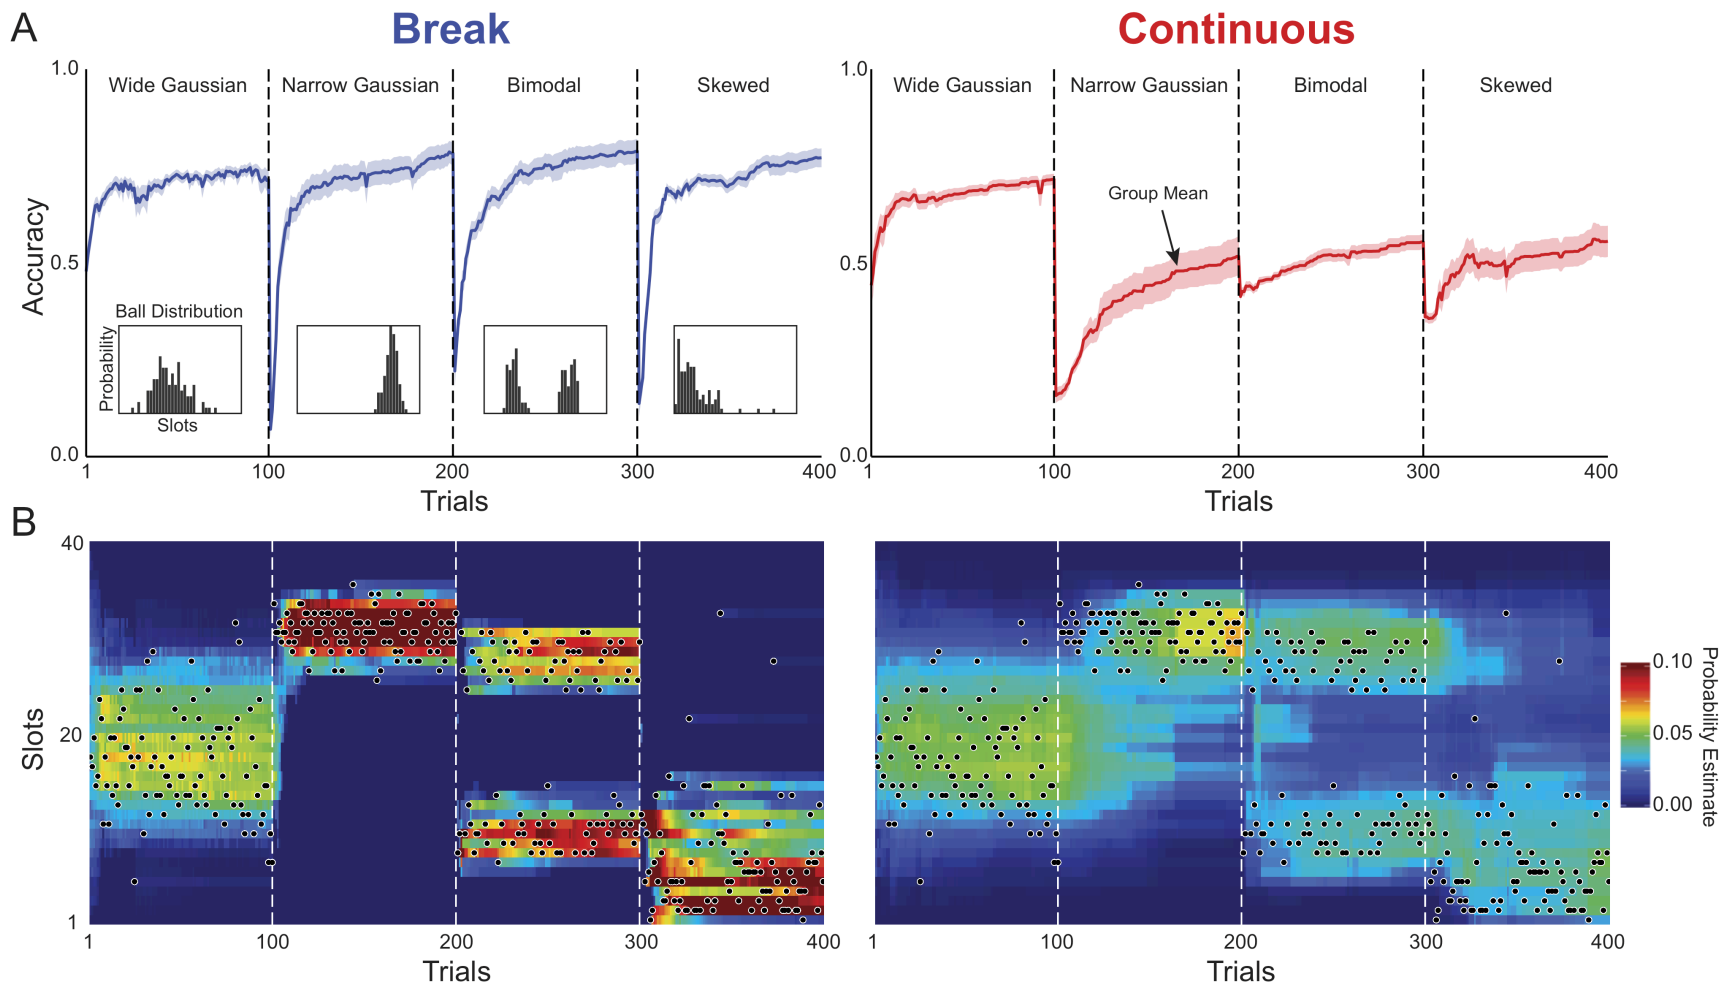 A
Break
Continuous
1.0
Wide Gaussian
Narrow Gaussian
Bimodal
Skewed
0.5
0.0
Accuracy
Ball Distribution
Probability
Slots
1
100
200
300
400
Trials
1.0
Wide Gaussian
Narrow Gaussian
Bimodal
Skewed
Group Mean
0.5
0.0
1
100
200
300
400
Trials
B
40
20
1
Slots
1
100
200
300
400
Trials
1
100
200
300
400
Trials
0.10
0.05
0.00
Probability Estimate